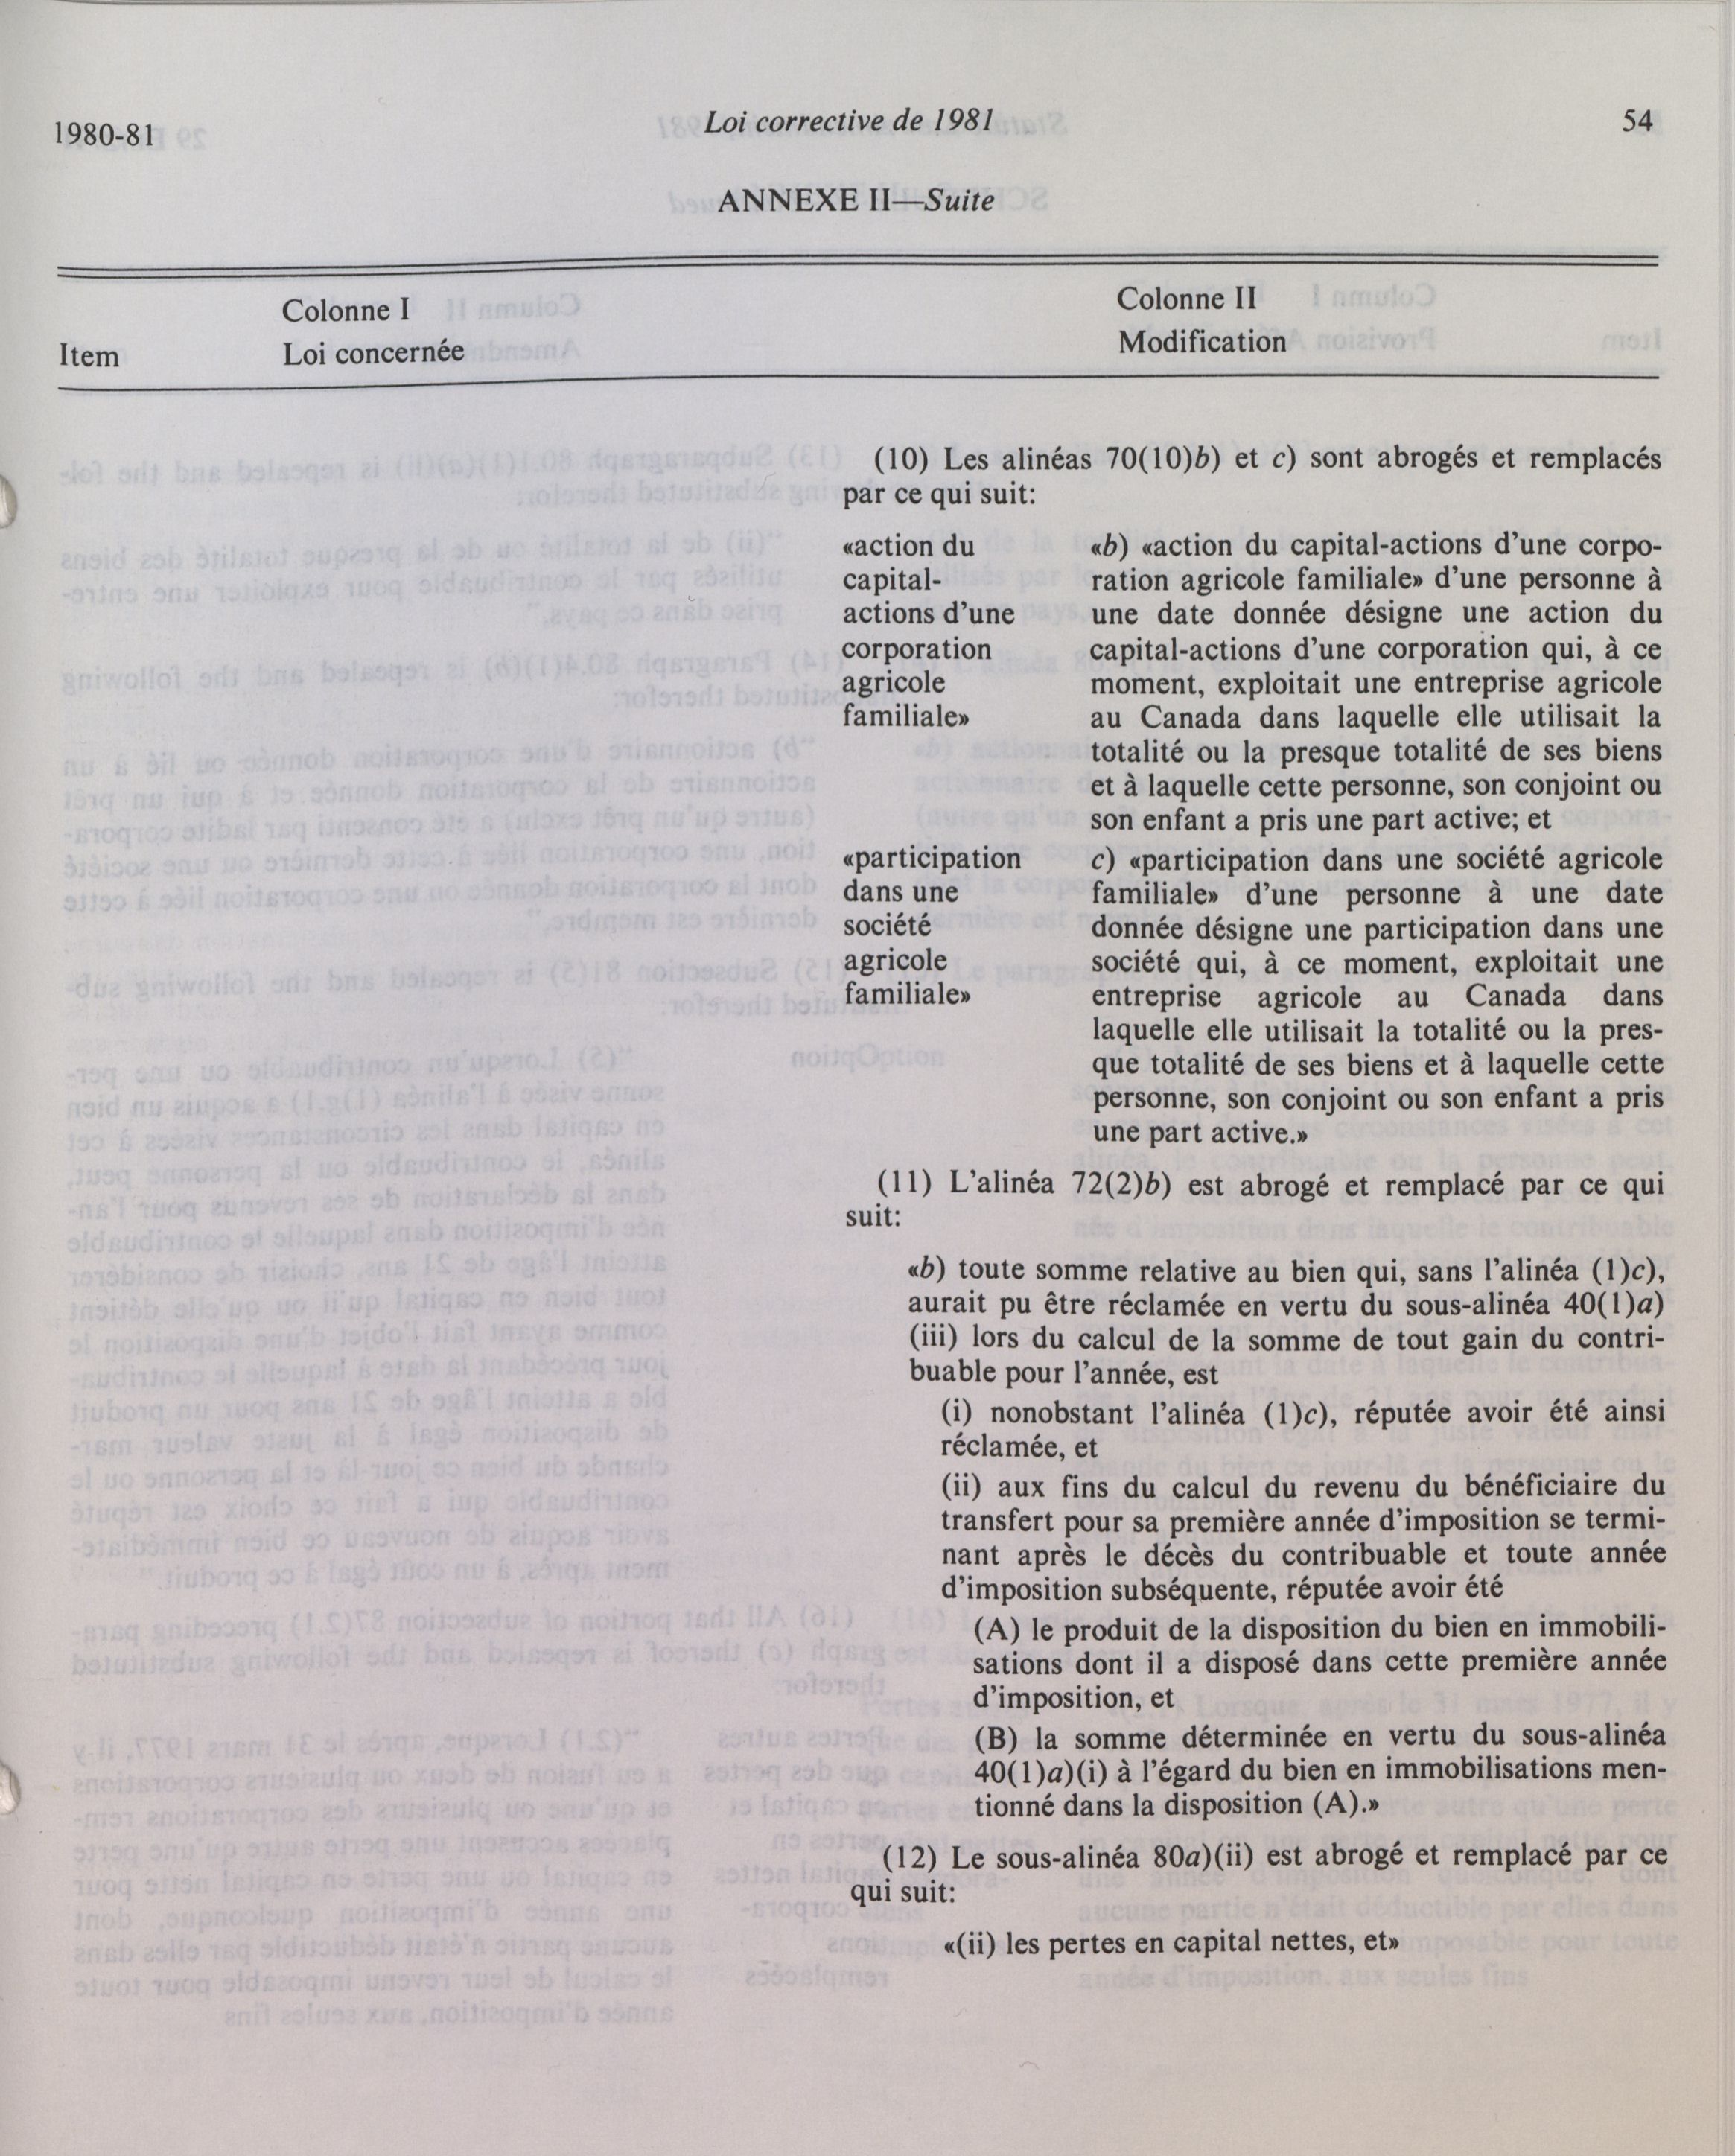 1980-81
Loi corrective de 1981
54
ANNEXE II—Suite
Colonne I
Colonne II
Item
Loi concernée
Modification
(10) Les alinéas 70(10)b) et c) sont abrogés et remplacés
par ce qui suit:
«action du
capital-
actions d'une
corporation
agricole
familiale»
«b) «action du capital-actions d'une corpo-
ration agricole familiale» d'une personne à
une date donnée désigne une action du
capital-actions d'une corporation qui, à ce
moment, exploitait une entreprise agricole
au Canada dans laquelle elle utilisait la
totalité ou la presque totalité de ses biens
et à laquelle cette personne, son conjoint ou
son enfant a pris une part active; et
«participation
dans une
société
agricole
familiale»
c) «participation dans une société agricole
familiale» d'une personne à une date
donnée désigne une participation dans une
société qui, à ce moment, exploitait une
entreprise agricole au Canada dans
laquelle elle utilisait la totalité ou la pres-
que totalité de ses biens et à laquelle cette
personne, son conjoint ou son enfant a pris
une part active.»
(11) L'alinéa 72(2)b) est abrogé et remplacé par ce qui
suit:
«b) toute somme relative au bien qui, sans l'alinéa (1)c),
aurait pu être réclamée en vertu du sous-alinéa 40(1)a)
(iii) lors du calcul de la somme de tout gain du contri-
buable pour l'année, est
(i) nonobstant l'alinéa (1)c), réputée avoir été ainsi
réclamée, et
(ii) aux fins du calcul du revenu du bénéficiaire du
transfert pour sa première année d'imposition se termi-
nant après le décès du contribuable et toute année
d'imposition subséquente, réputée avoir été
(A) le produit de la disposition du bien en immobili-
sations dont il a disposé dans cette première année
d'imposition, et
(B) la somme déterminée en vertu du sous-alinéa
40(1)a)(i) à l'égard du bien en immobilisations men-
tionné dans la disposition (A).»
(12) Le sous-alinéa 80a)(ii) est abrogé et remplacé par ce
qui suit:
«(ii) les pertes en capital nettes, et»